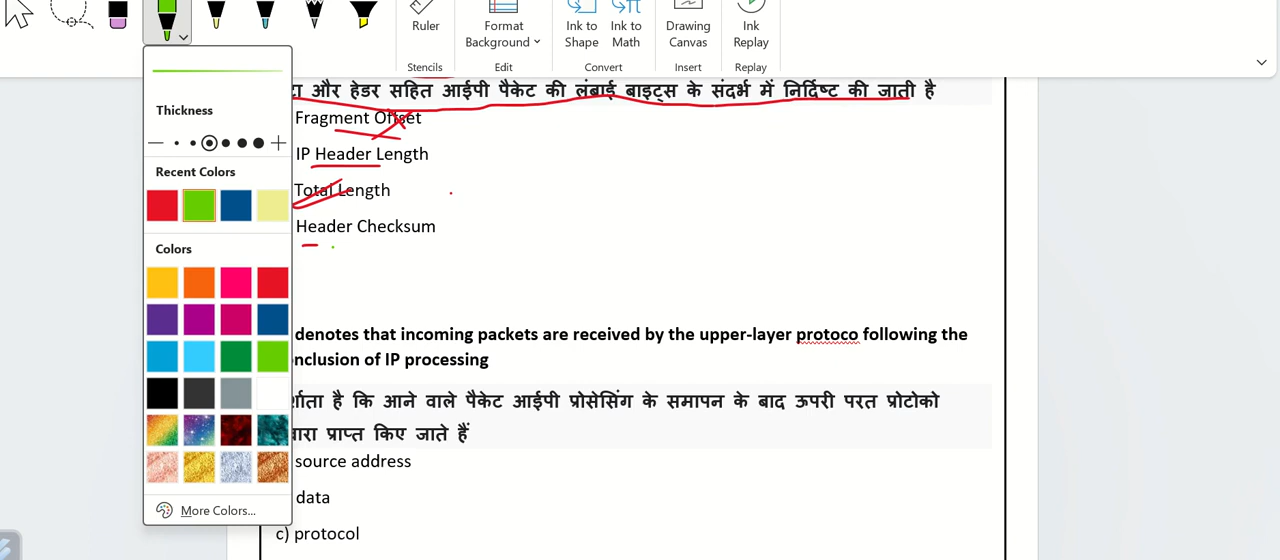 Ruler
Format
Background
Ink to
Shape
Ink to
Math
Drawing
Canvas
Ink
Replay
Stencils
Edit
Convert
Insert
Replay
Thickness
Recent Colors
Colors
More Colors...
और हेडर सहित आईपी पैकेट की लंबाई बाइट्स के संदर्भ में निर्दिष्ट की जाती है
Fragment Offset
IP Header Length
Total Length
Header Checksum
denotes that incoming packets are received by the upper-layer protoco following the
nclusion of IP processing
र्शाता है कि आने वाले पैकेट आईपी प्रोसेसिंग के समापन के बाद ऊपरी परत प्रोटोको
ारा प्राप्त किए जाते हैं
source address
data
c) protocol